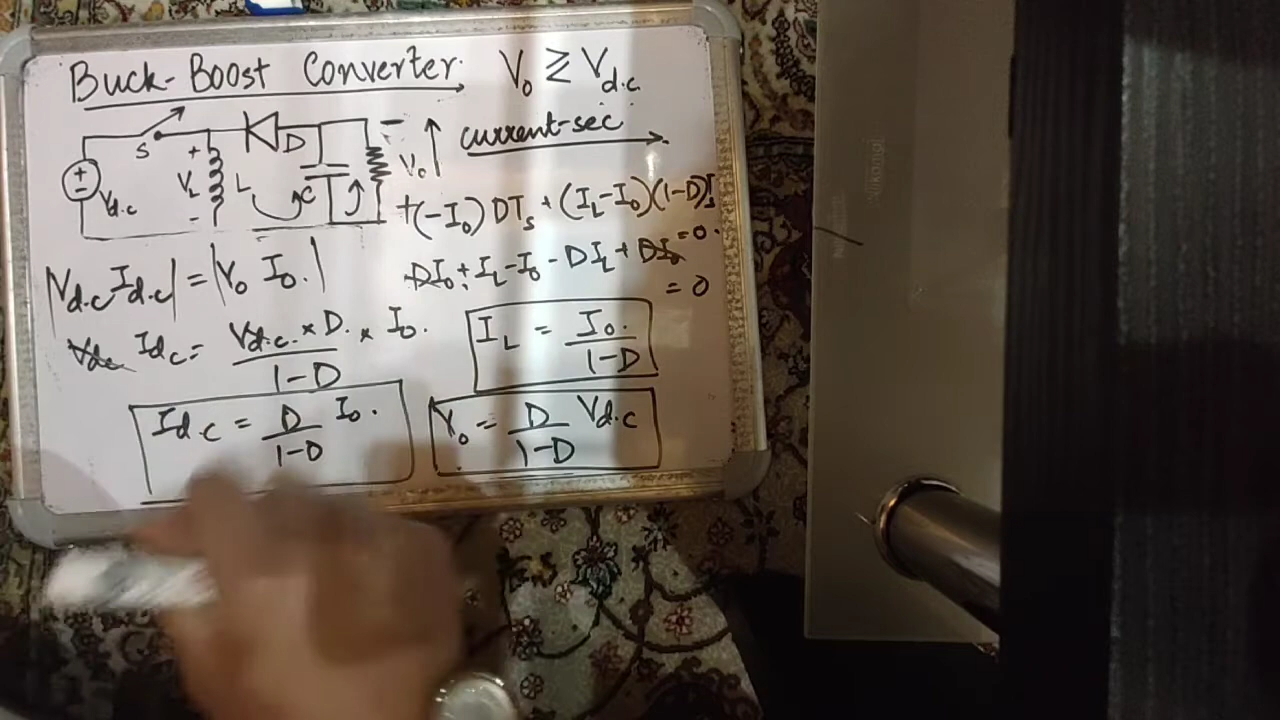 Buck-Boost Converter. V₀ ≷ Vd.c.
S D + VL - L C V₀ − + − Vd.c
current-sec
+(-I₀) DTs + (IL-I₀)(1-D)Ts = 0.
|Vd.c Id.c| = |V₀ I₀.|
-DI₀ + IL - I₀ - DIL + DI₀ = 0
Vdc Idc = Vd.c. × D. / 1-D × I₀.
IL = I₀. / 1-D
Id.c = D / 1-D I₀.
V₀ = D / 1-D Vd.c